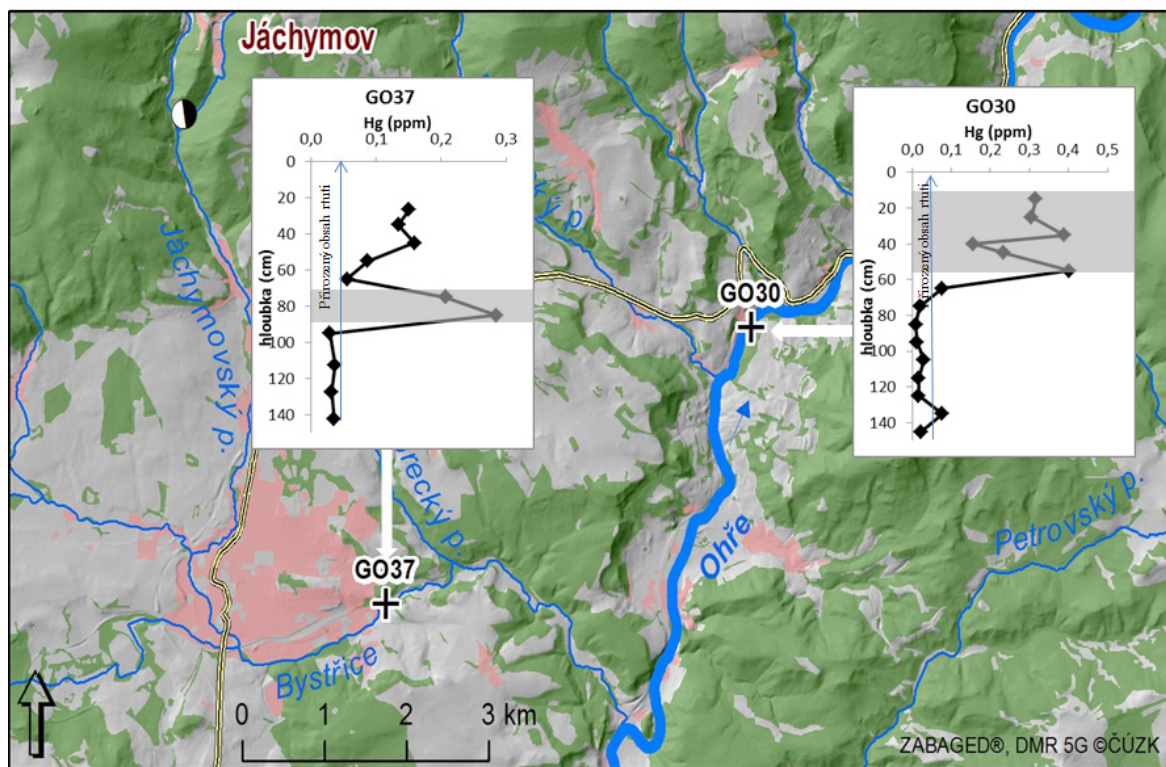 Jáchymov
GO37
Hg (ppm)
0,0
0,1
0,2
0,3
0
20
40
60
80
100
120
140
hloubka (cm)
Přirozený obsah rtuti
GO30
Hg (ppm)
0,0
0,1
0,2
0,3
0,4
0,5
0
20
40
60
80
100
120
140
hloubka (cm)
Přirozený obsah rtuti
Jáchymovský p.
ký p.
recký p.
GO30
Ohře
Petrovský p.
GO37
Bystřice
0 1 2 3 km
ZABAGED®, DMR 5G ©ČÚZK